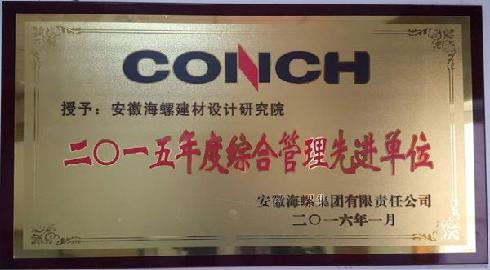 CONCH
授予：安徽海螺建材设计研究院
二〇一五年度综合管理先进单位
安徽海螺集团有限责任公司
二〇一六年一月